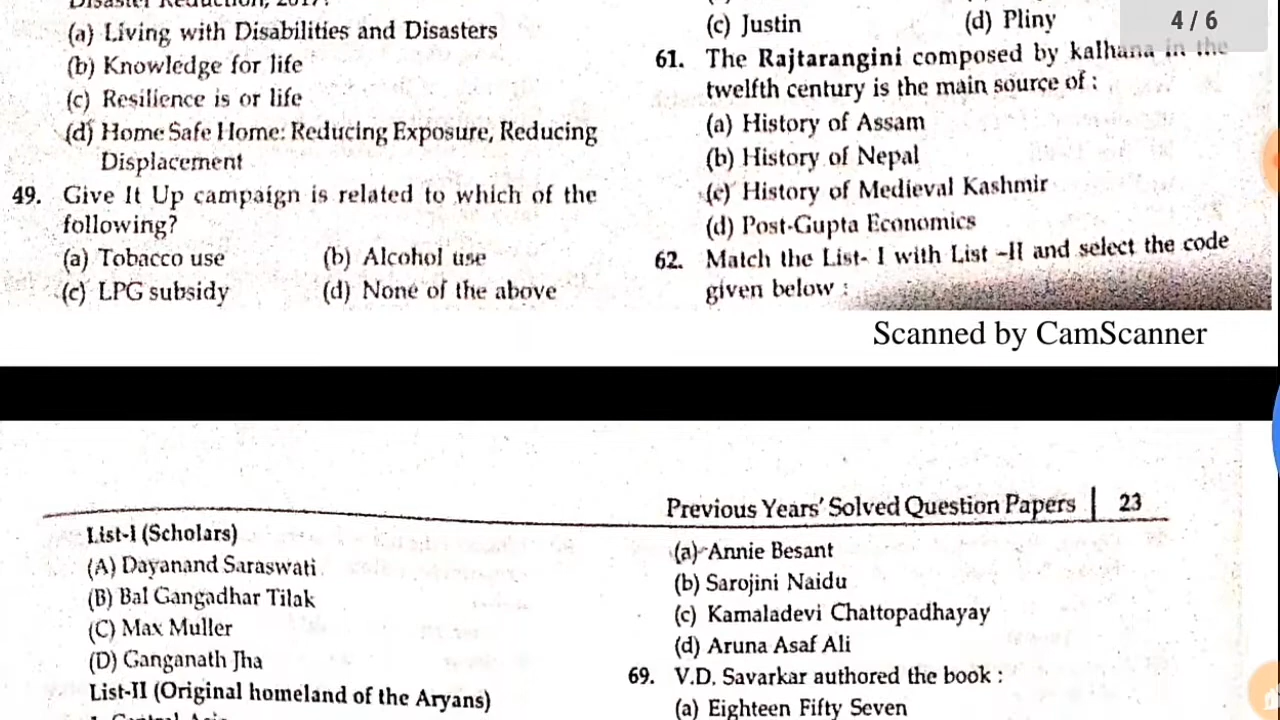 (a) Living with Disabilities and Disasters
(b) Knowledge for life
(c) Resilience is or life
(d) Home Safe Home: Reducing Exposure, Reducing
Displacement
49. Give It Up campaign is related to which of the
following?
(a) Tobacco use (b) Alcohol use
(c) LPG subsidy (d) None of the above
(c) Justin (d) Pliny
4 / 6
61. The Rajtarangini composed by kalhana in the
twelfth century is the main source of :
(a) History of Assam
(b) History of Nepal
(c) History of Medieval Kashmir
(d) Post-Gupta Economics
62. Match the List- I with List –II and select the code
given below :
Scanned by CamScanner
Previous Years' Solved Question Papers | 23
List-I (Scholars)
(A) Dayanand Saraswati
(B) Bal Gangadhar Tilak
(C) Max Muller
(D) Ganganath Jha
List-II (Original homeland of the Aryans)
(a) Annie Besant
(b) Sarojini Naidu
(c) Kamaladevi Chattopadhayay
(d) Aruna Asaf Ali
69. V.D. Savarkar authored the book :
(a) Eighteen Fifty Seven